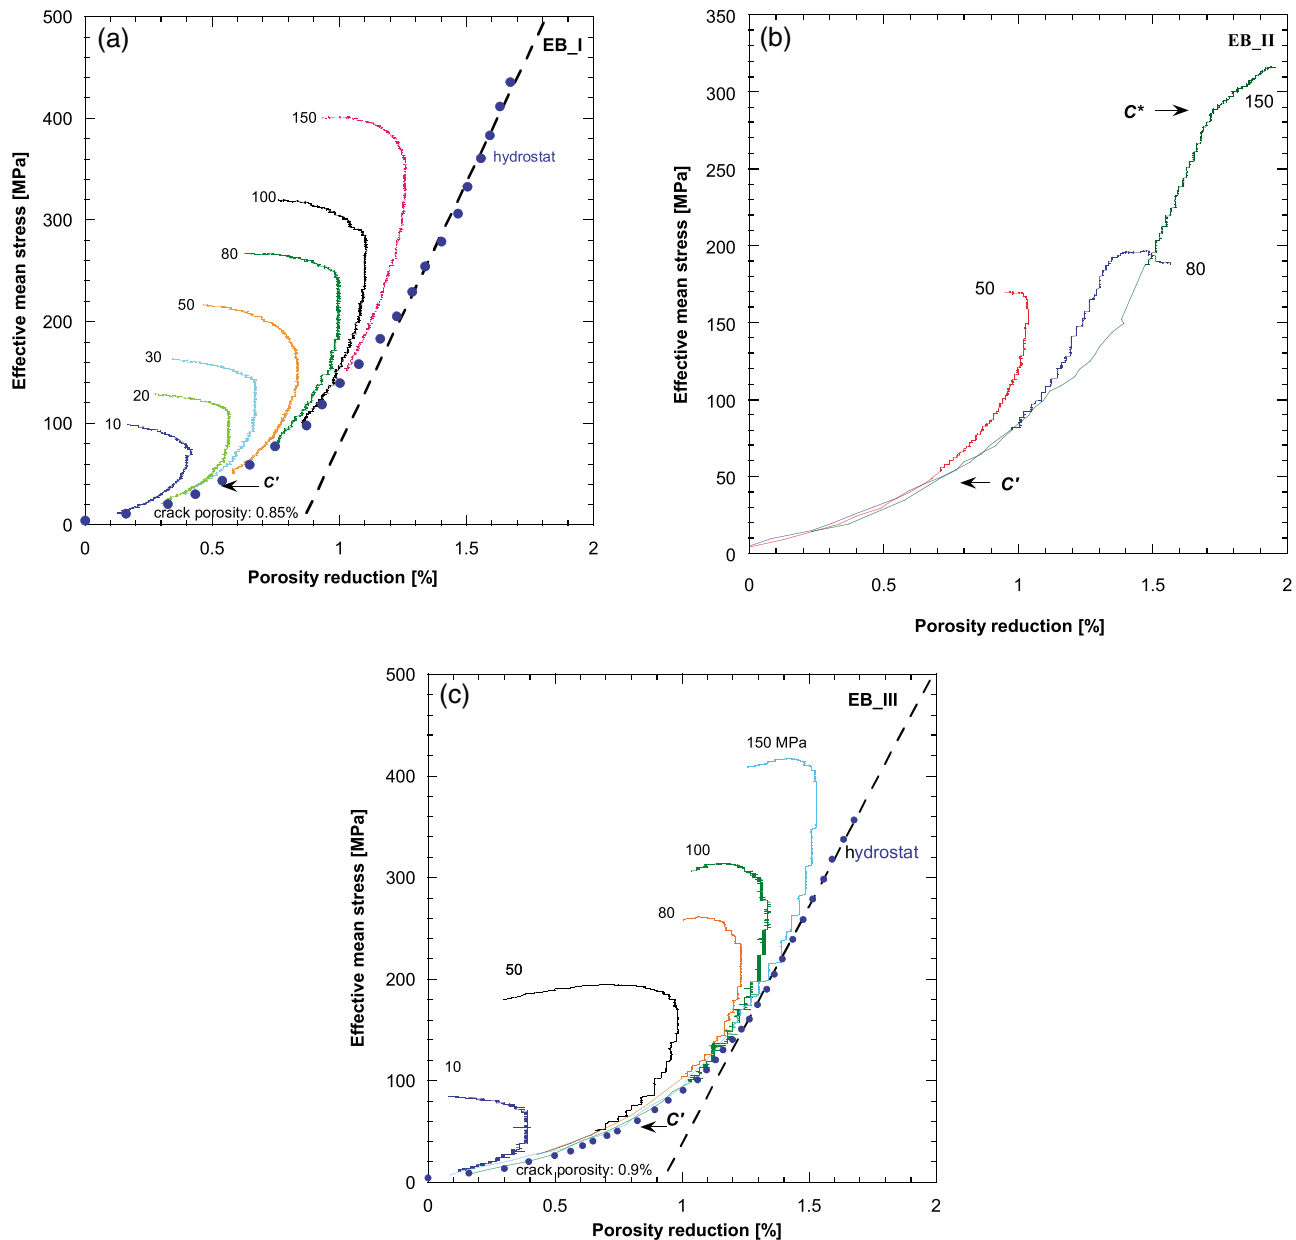 (a)
EB_I
500
400
300
200
100
0
Effective mean stress [MPa]
150
hydrostat
100
80
50
30
20
10
C'
crack porosity: 0.85%
0
0.5
1
1.5
2
Porosity reduction [%]
(b)
EB_II
350
300
250
200
150
100
50
0
Effective mean stress [MPa]
C*
150
80
50
C'
0
0.5
1
1.5
2
Porosity reduction [%]
(c)
EB_III
500
400
300
200
100
0
Effective mean stress [MPa]
150 MPa
hydrostat
100
80
50
10
C'
crack porosity: 0.9%
0
0.5
1
1.5
2
Porosity reduction [%]